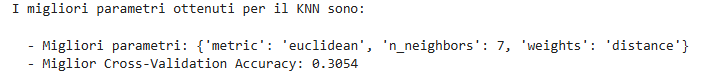 I migliori parametri ottenuti per il KNN sono:
- Migliori parametri: {'metric': 'euclidean', 'n_neighbors': 7, 'weights': 'distance'}
- Miglior Cross-Validation Accuracy: 0.3054